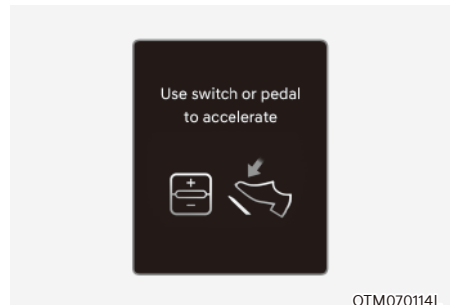 Use switch or pedal
to accelerate
+
−
OTM070114L